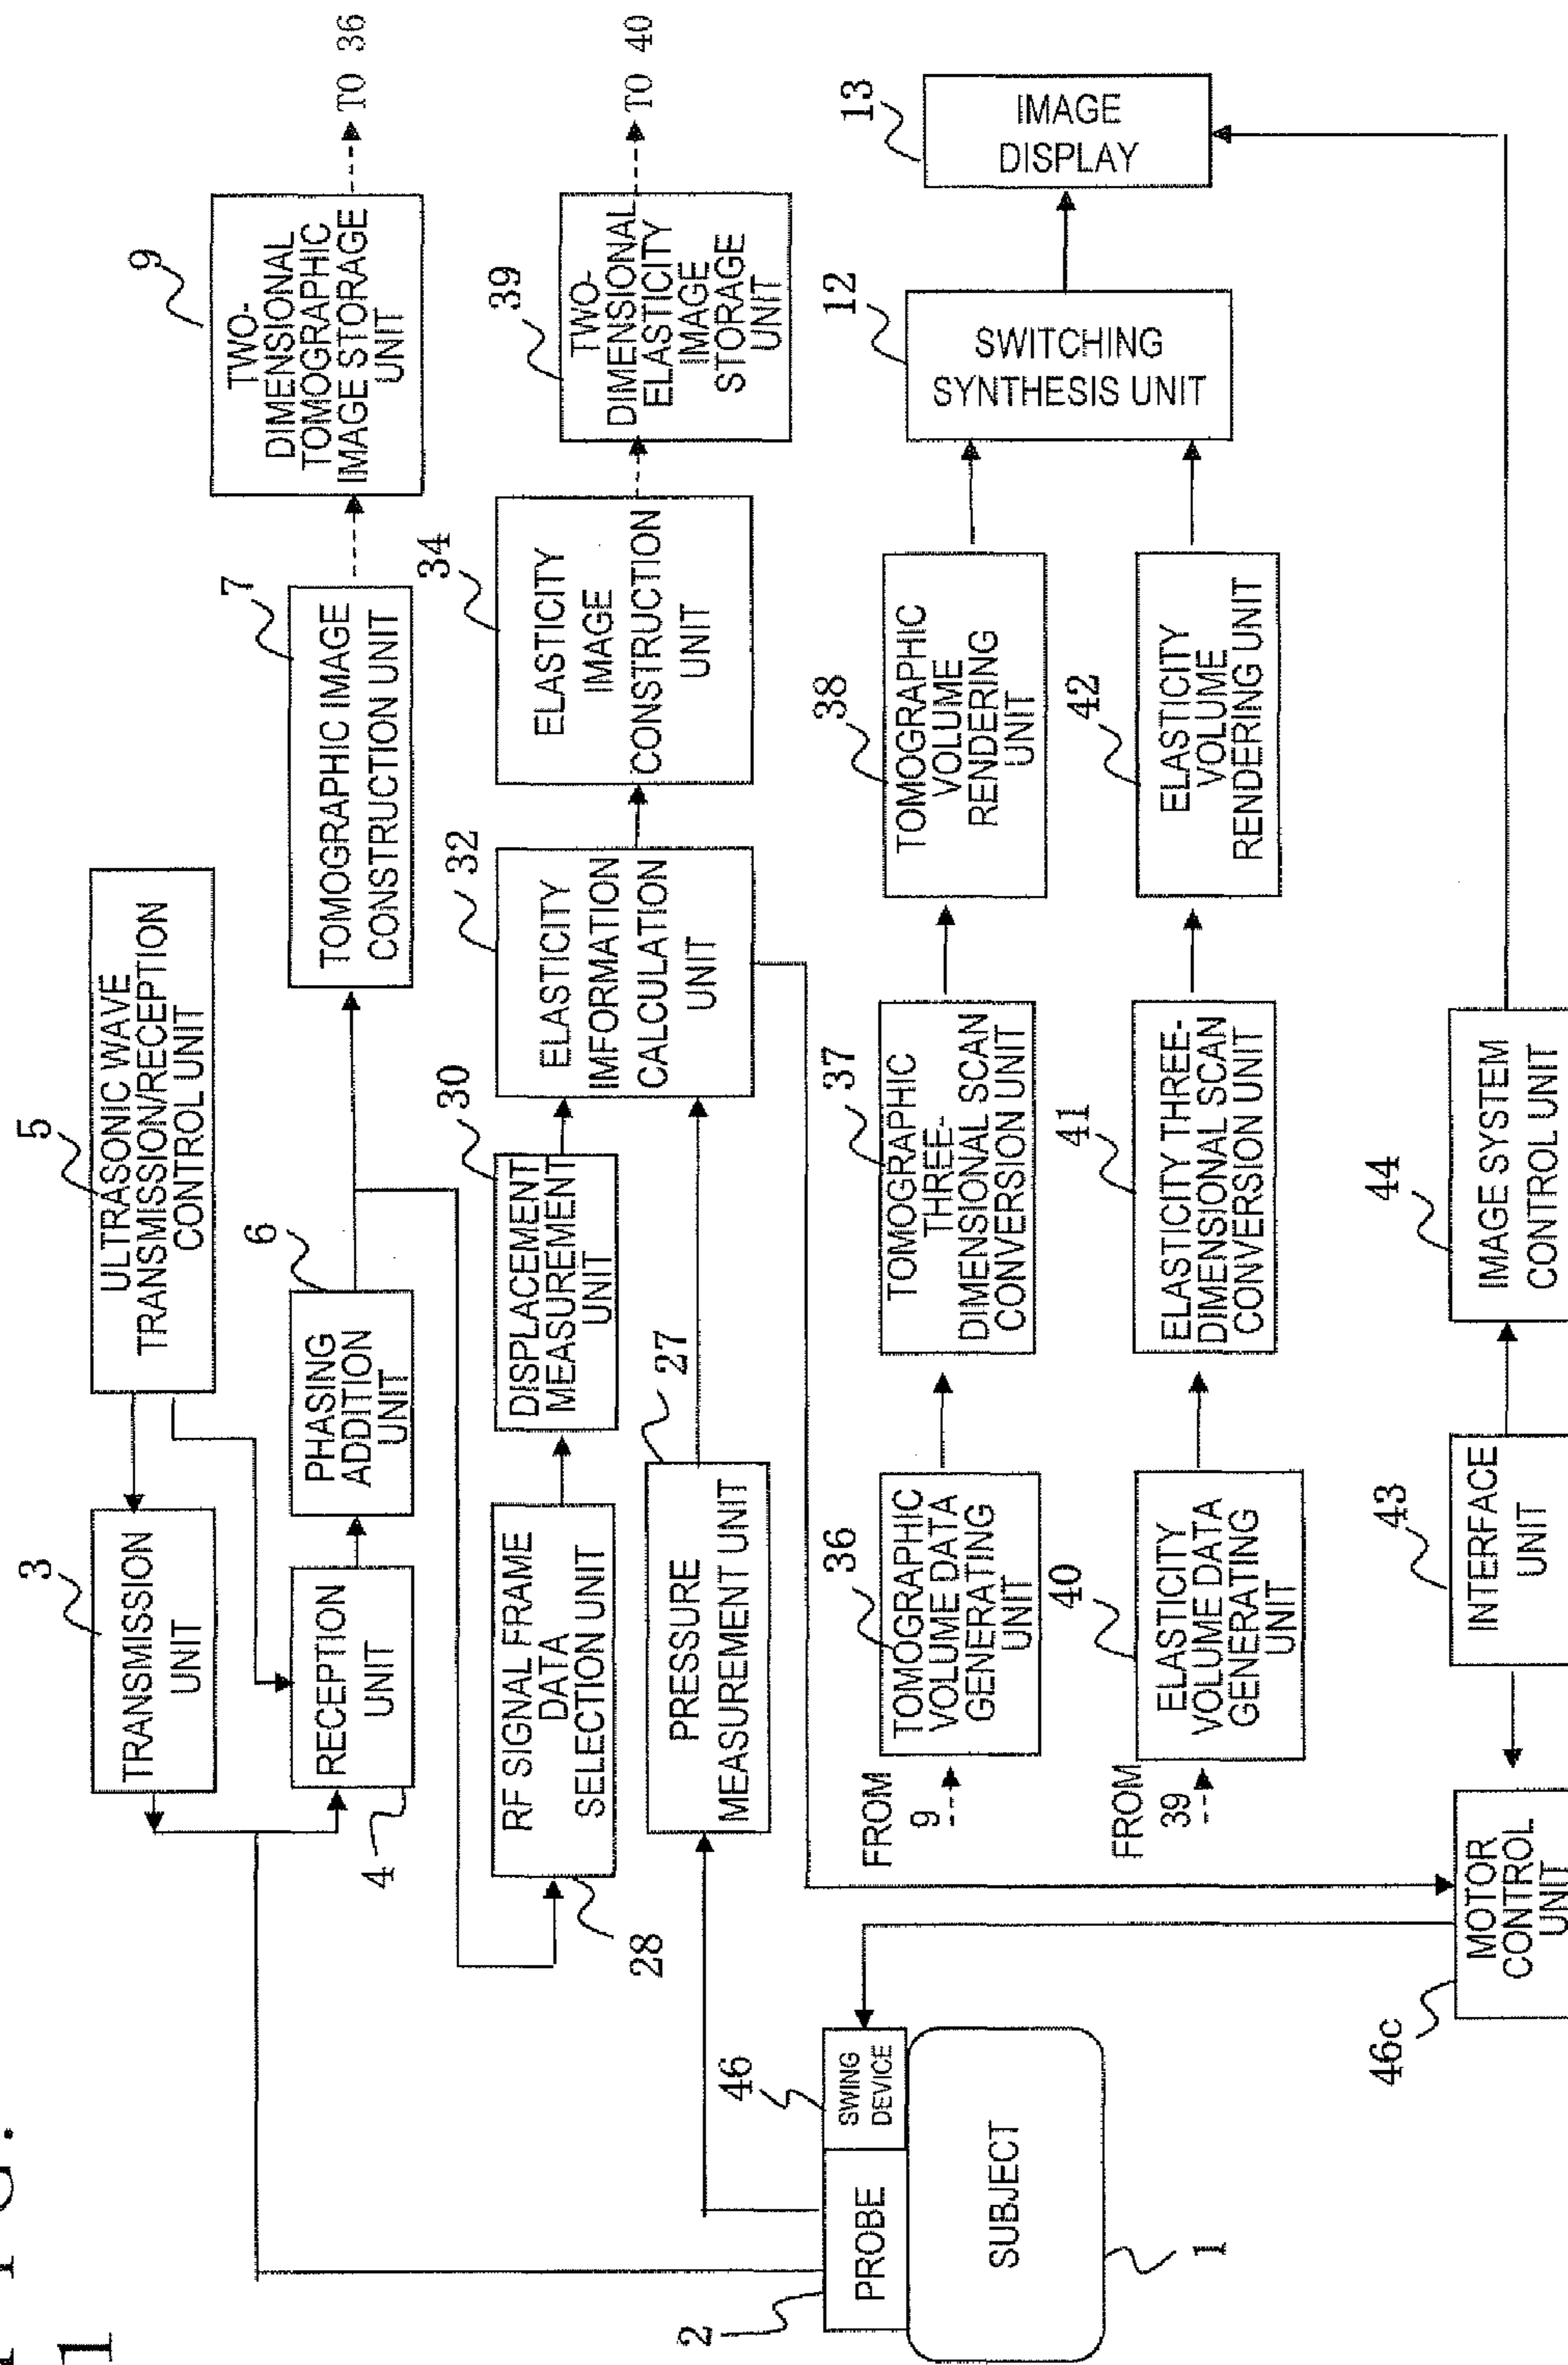 1
5
ULTRASONIC WAVE
TRANSMISSION/RECEPTION
CONTROL UNIT
3
TRANSMISSION
UNIT
4
RECEPTION
UNIT
6
PHASING
ADDITION
UNIT
7
TOMOGRAPHIC IMAGE
CONSTRUCTION UNIT
9
TWO-
DIMENSIONAL
TOMOGRAPHIC
IMAGE STORAGE
UNIT
TO 36
28
RF SIGNAL FRAME
DATA
SELECTION UNIT
30
DISPLACEMENT
MEASUREMENT
UNIT
32
ELASTICITY
IMFORMATION
CALCULATION
UNIT
34
ELASTICITY
IMAGE
CONSTRUCTION
UNIT
39
TWO-
DIMENSIONAL
ELASTICITY
IMAGE
STORAGE
UNIT
TO 40
27
PRESSURE
MEASUREMENT UNIT
2
PROBE
46
SWING
DEVICE
SUBJECT
1
FROM
9
36
TOMOGRAPHIC
VOLUME DATA
GENERATING
UNIT
37
TOMOGRAPHIC
THREE-
DIMENSIONAL SCAN
CONVERSION UNIT
38
TOMOGRAPHIC
VOLUME
RENDERING
UNIT
12
SWITCHING
SYNTHESIS UNIT
13
IMAGE
DISPLAY
FROM
39
40
ELASTICITY
VOLUME DATA
GENERATING
UNIT
41
ELASTICITY THREE-
DIMENSIONAL SCAN
CONVERSION UNIT
42
ELASTICITY
VOLUME
RENDERING UNIT
46c
MOTOR
CONTROL
UNIT
43
INTERFACE
UNIT
44
IMAGE SYSTEM
CONTROL UNIT